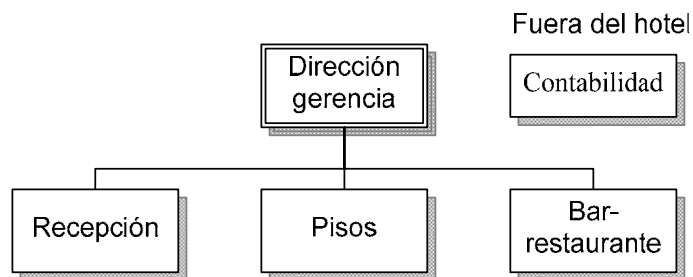 Fuera del hotel
Dirección
gerencia
Contabilidad
Recepción
Pisos
Bar-
restaurante